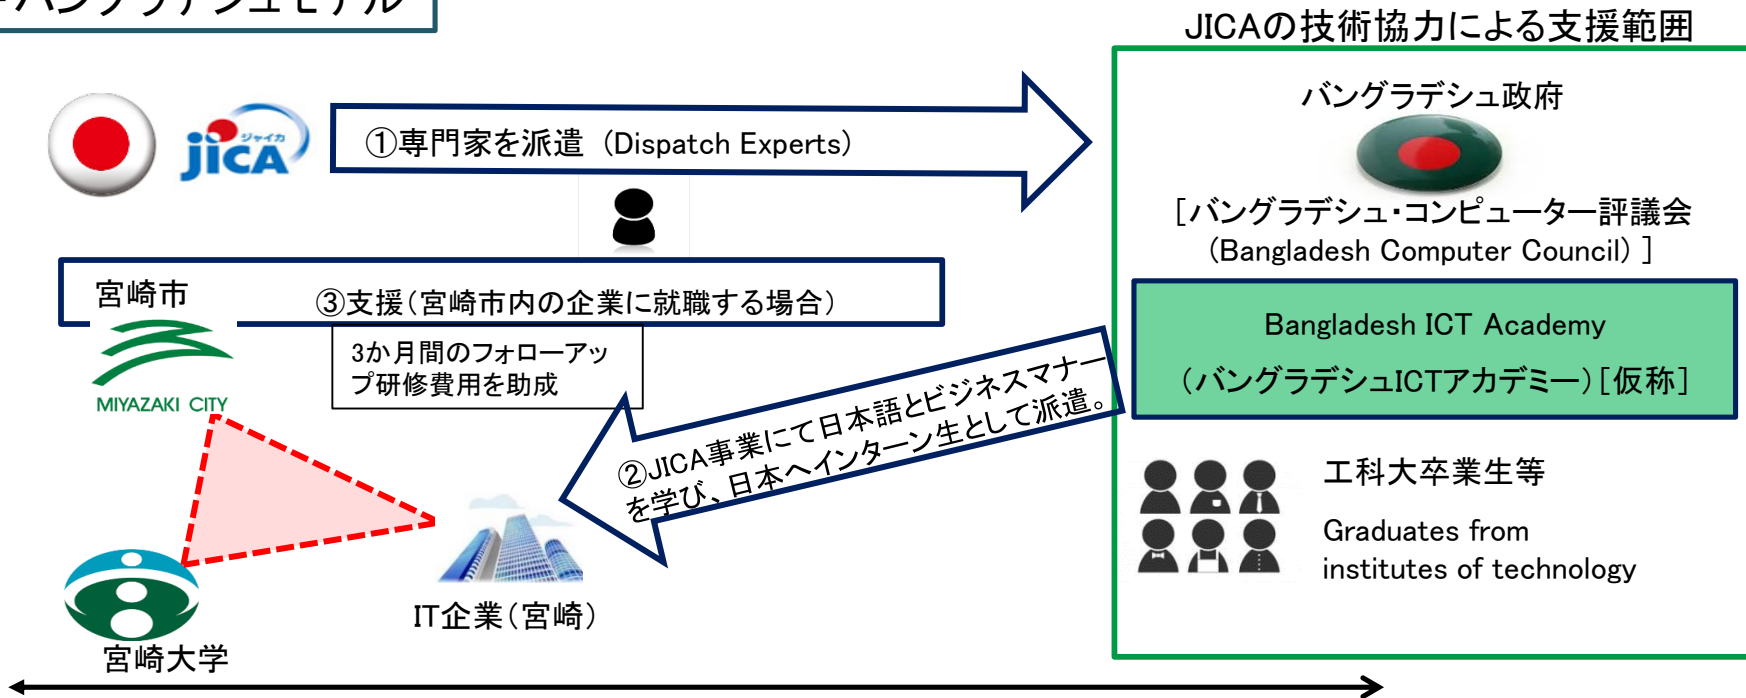 バングラデシュモデル
JICAの技術協力による支援範囲
ジャイカ
JICA
①専門家を派遣 (Dispatch Experts)
バングラデシュ政府
[バングラデシュ・コンピューター評議会
(Bangladesh Computer Council) ]
宮崎市
③支援(宮崎市内の企業に就職する場合)
MIYAZAKI CITY
3か月間のフォローアッ
プ研修費用を助成
②JICA事業にて日本語とビジネスマナー
を学び、日本へインターン生として派遣。
Bangladesh ICT Academy
(バングラデシュICTアカデミー)[仮称]
工科大卒業生等
Graduates from
institutes of technology
IT企業(宮崎)
宮崎大学